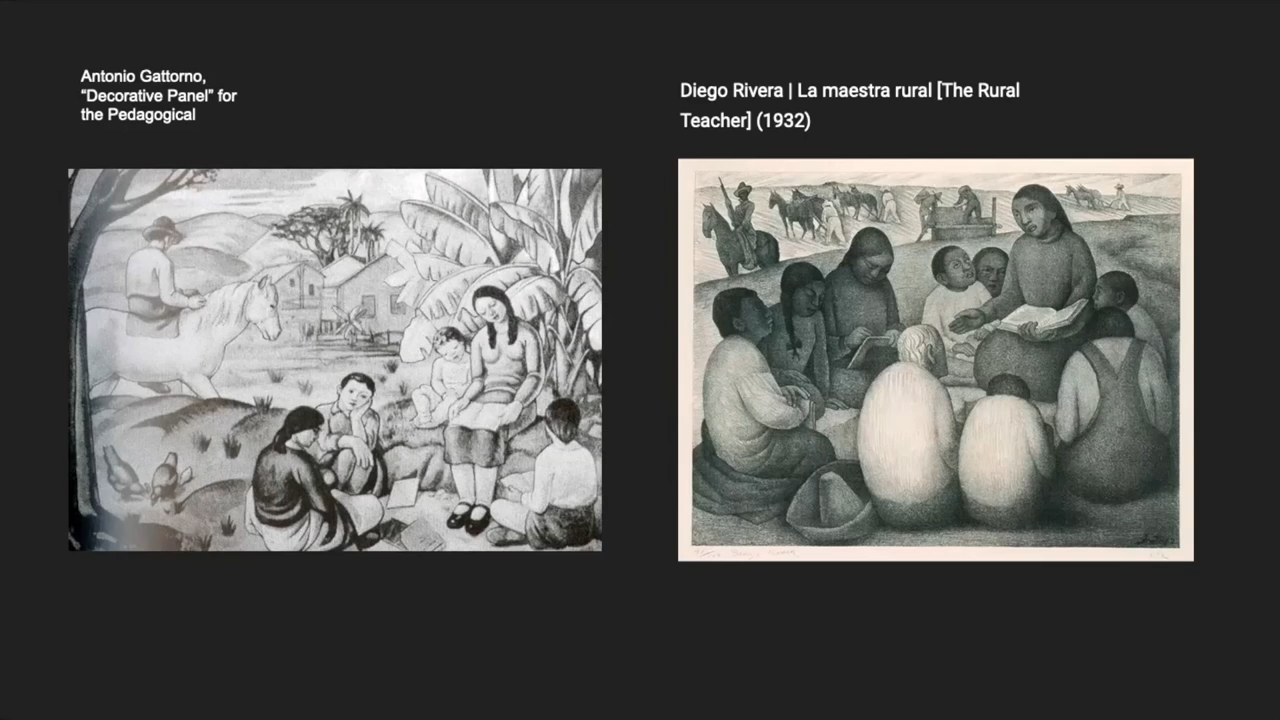 Antonio Gattorno,
“Decorative Panel” for
the Pedagogical
Diego Rivera | La maestra rural [The Rural
Teacher] (1932)